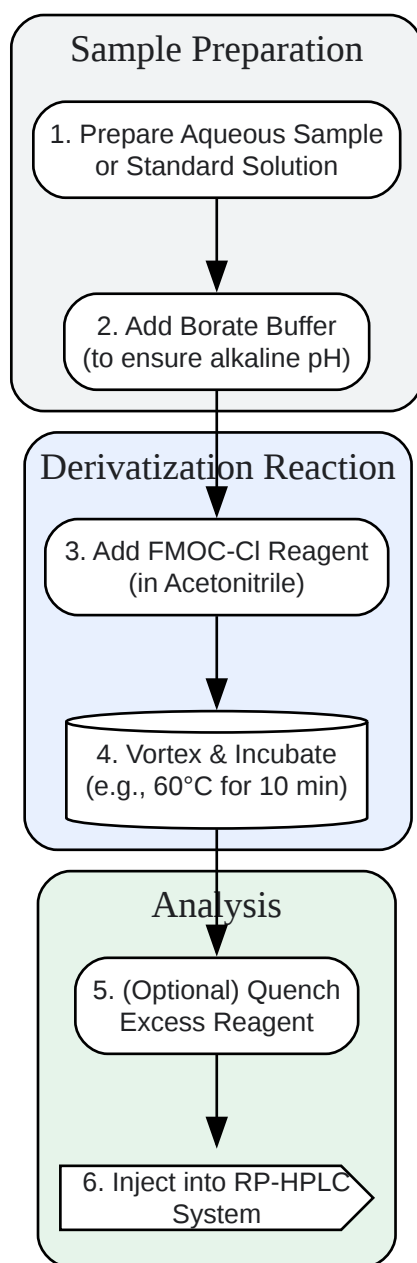 Sample Preparation
1. Prepare Aqueous Sample
or Standard Solution
2. Add Borate Buffer
(to ensure alkaline pH)
Derivatization Reaction
3. Add FMOC-Cl Reagent
(in Acetonitrile)
4. Vortex & Incubate
(e.g., 60°C for 10 min)
Analysis
5. (Optional) Quench
Excess Reagent
6. Inject into RP-HPLC
System